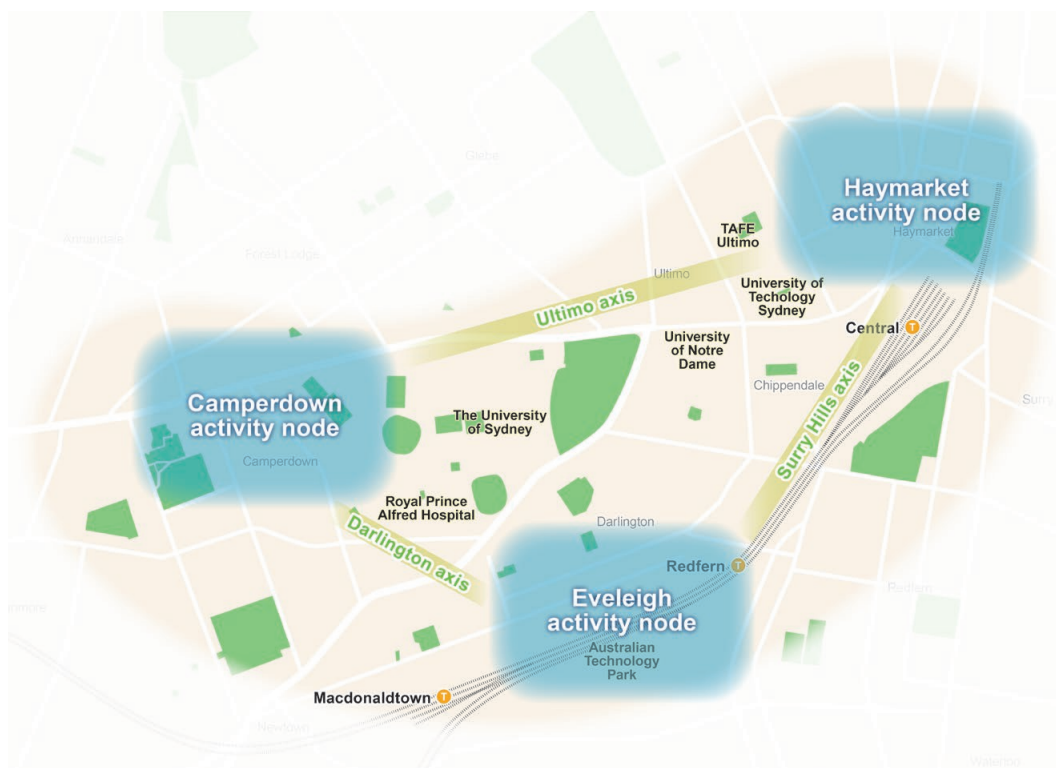 Glebe
Haymarket
activity node
Annandale
Haymarket
TAFE
Ultimo
Forest Lodge
Ultimo
University of
Techology
Sydney
Ultimo axis
Central
University
of Notre
Dame
Chippendale
Surry
Camperdown
activity node
The University
of Sydney
Surry Hills axis
Camperdown
Royal Prince
Alfred Hospital
Darlington
Darlington axis
Redfern
Redfern
Eveleigh
activity node
Australian
Technology
Park
Macdonaldtown
T
T
T
Newtown
Waterloo